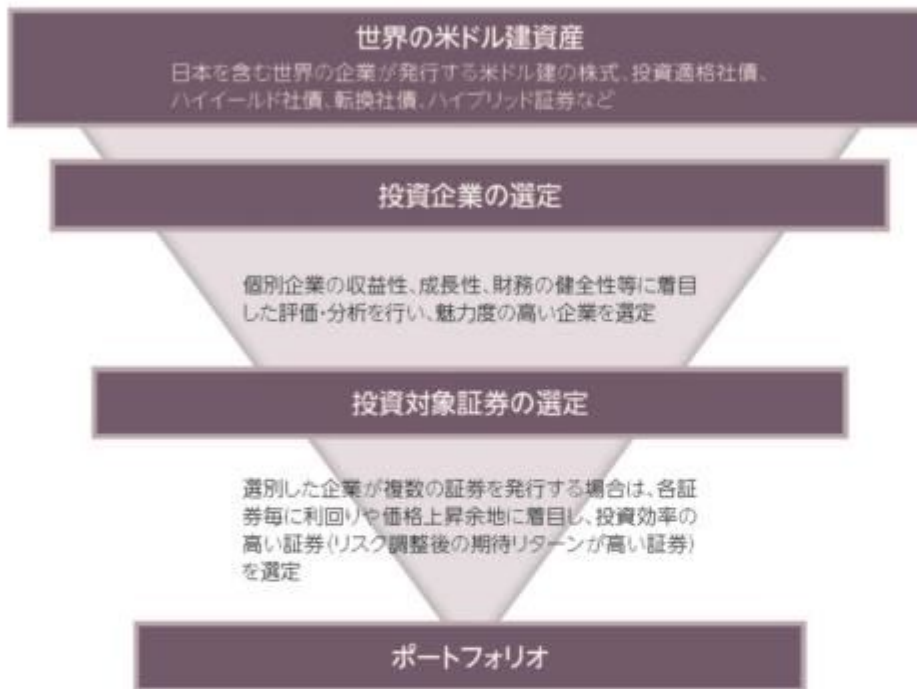 世界の米ドル建資産
日本を含む世界の企業が発行する米ドル建の株式、投資適格社債、
ハイイールド社債、転換社債、ハイブリッド証券など
投資企業の選定
個別企業の収益性、成長性、財務の健全性等に着目
した評価・分析を行い、魅力度の高い企業を選定
投資対象証券の選定
選別した企業が複数の証券を発行する場合は、各証
券毎に利回りや価格上昇余地に着目し、投資効率の
高い証券(リスク調整後の期待リターンが高い証券)
を選定
ポートフォリオ